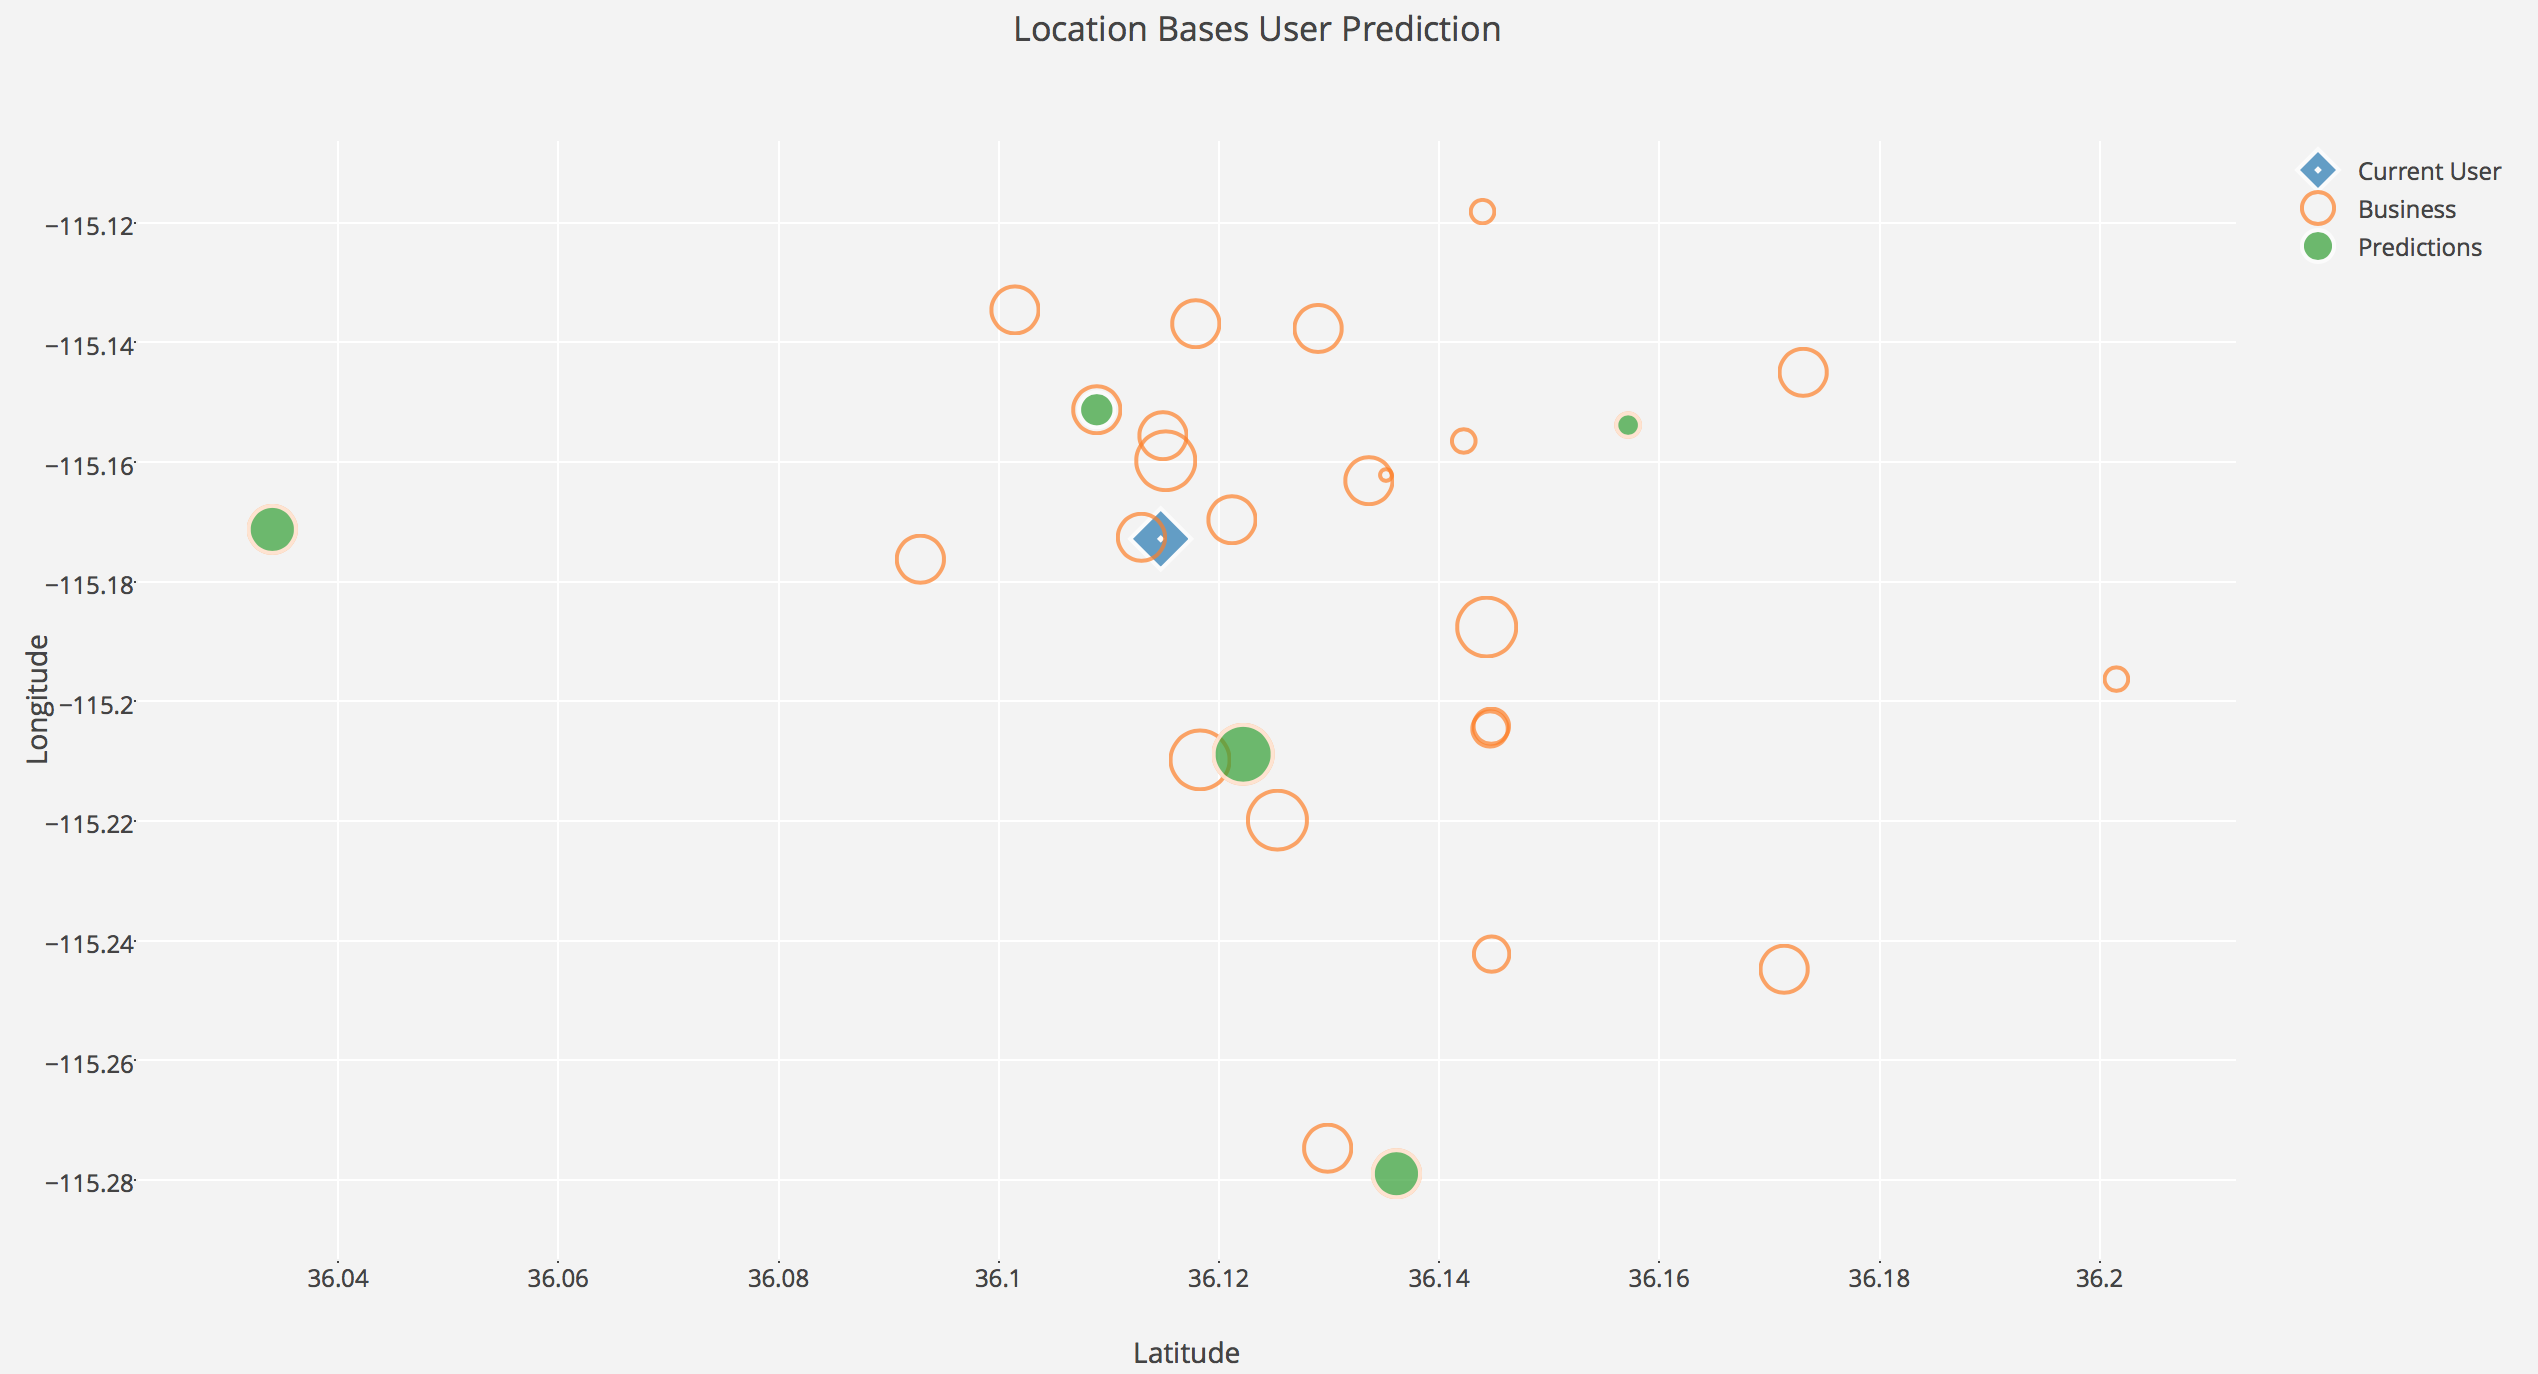 Location Bases User Prediction
Current User
Business
Predictions
−115.12
−115.14
−115.16
−115.18
−115.2
−115.22
−115.24
−115.26
−115.28
Longitude
36.04 36.06 36.08 36.1 36.12 36.14 36.16 36.18 36.2
Latitude